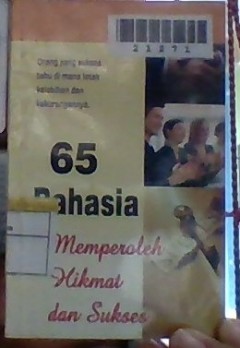 21271
Orang yang sukses
tahu di mana letak
kelebihan dan
kekurangannya.
65
Rahasia
Memperoleh
Hikmat
dan Sukses